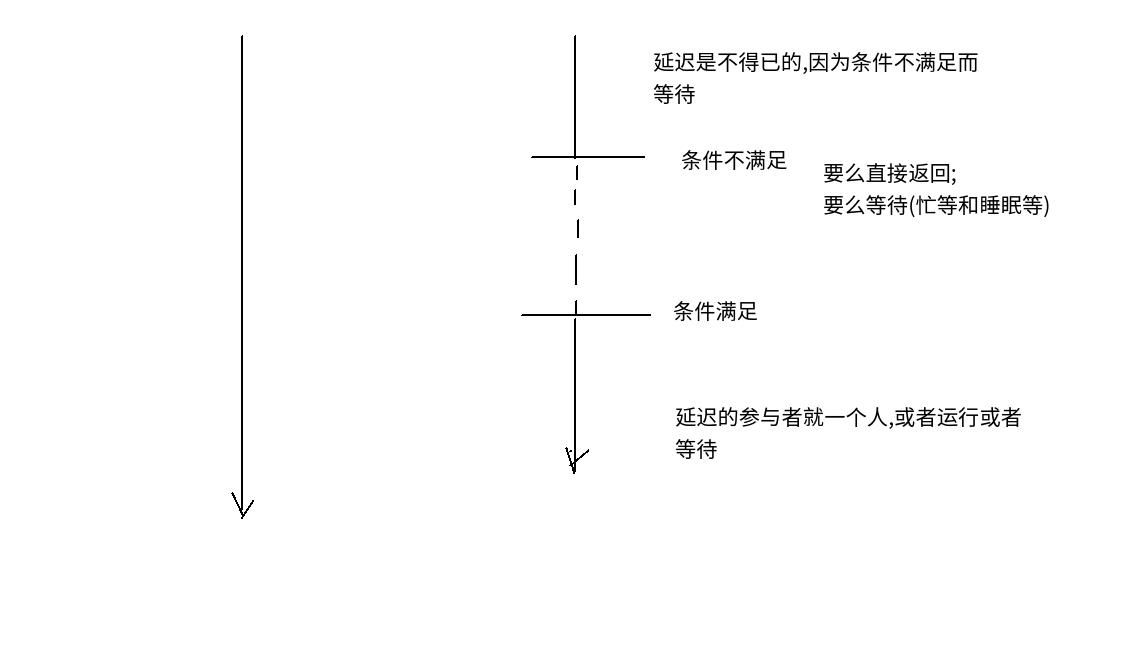 延迟是不得已的,因为条件不满足而
等待
条件不满足
要么直接返回;
要么等待(忙等和睡眠等)
条件满足
延迟的参与者就一个人,或者运行或者
等待